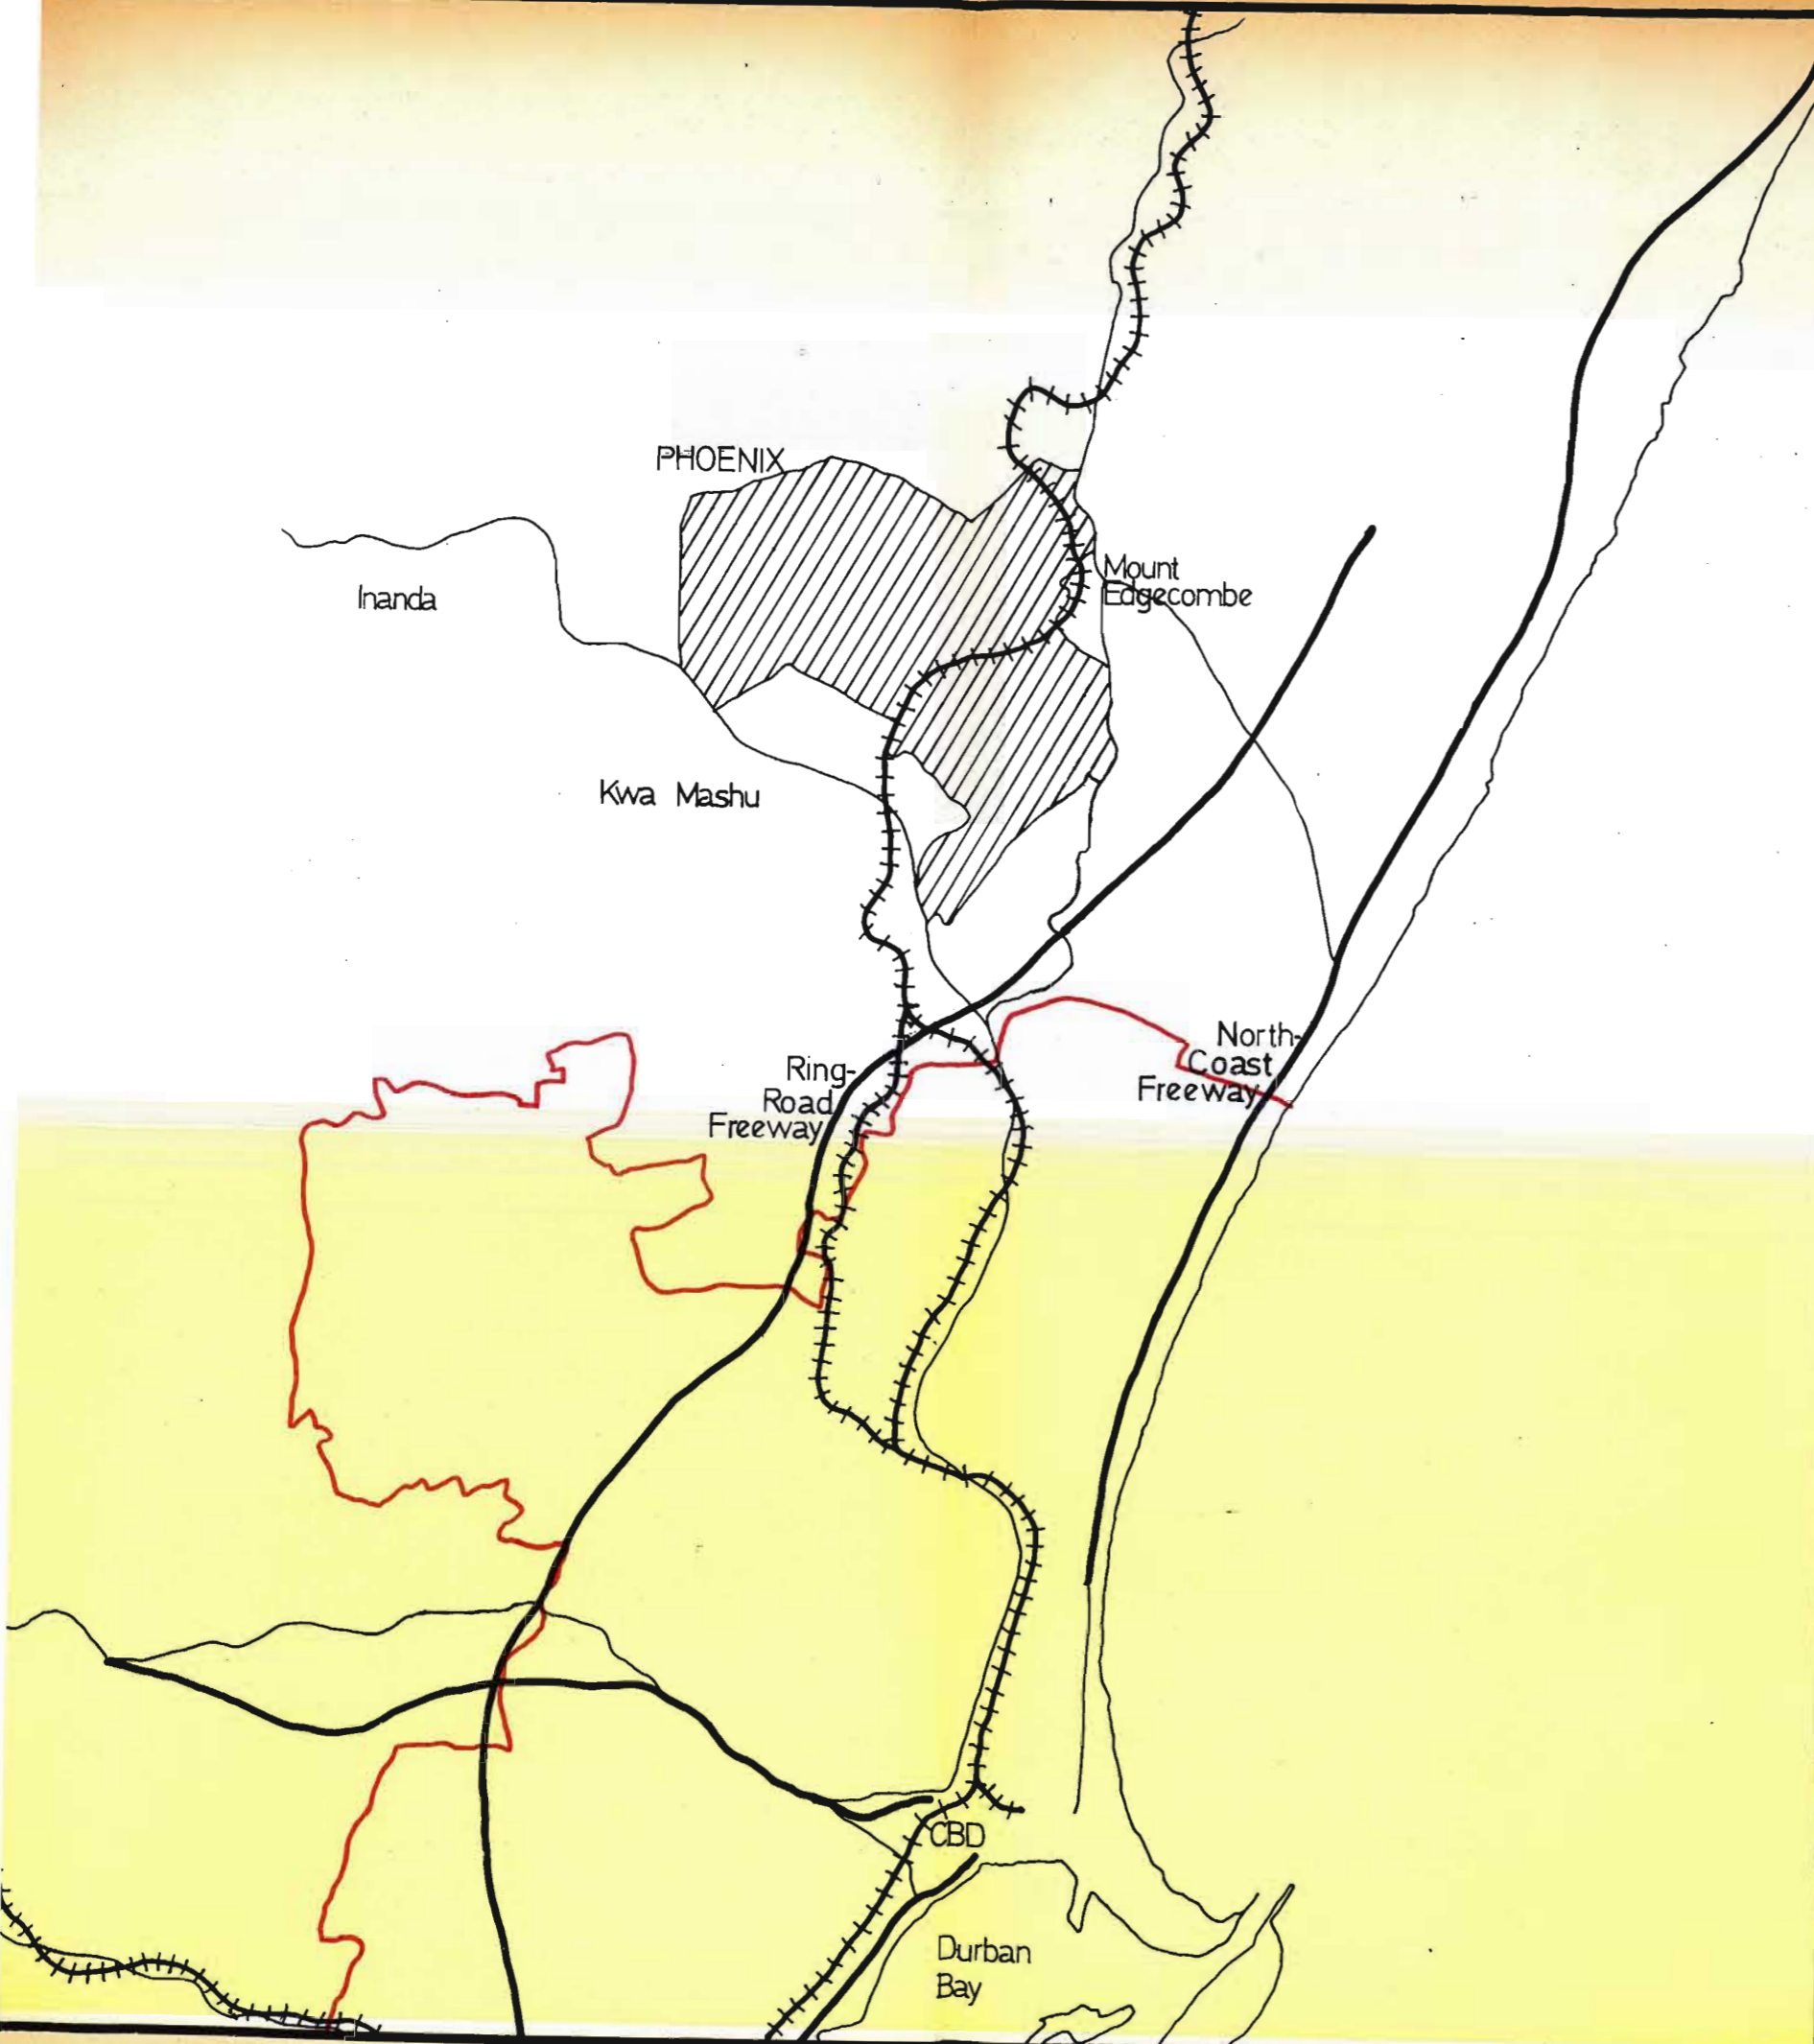 PHOENIX
Mount
Edgecombe
Inanda
Kwa Mashu
North-
Coast
Freeway
Ring-
Road
Freeway
CBD
Durban
Bay